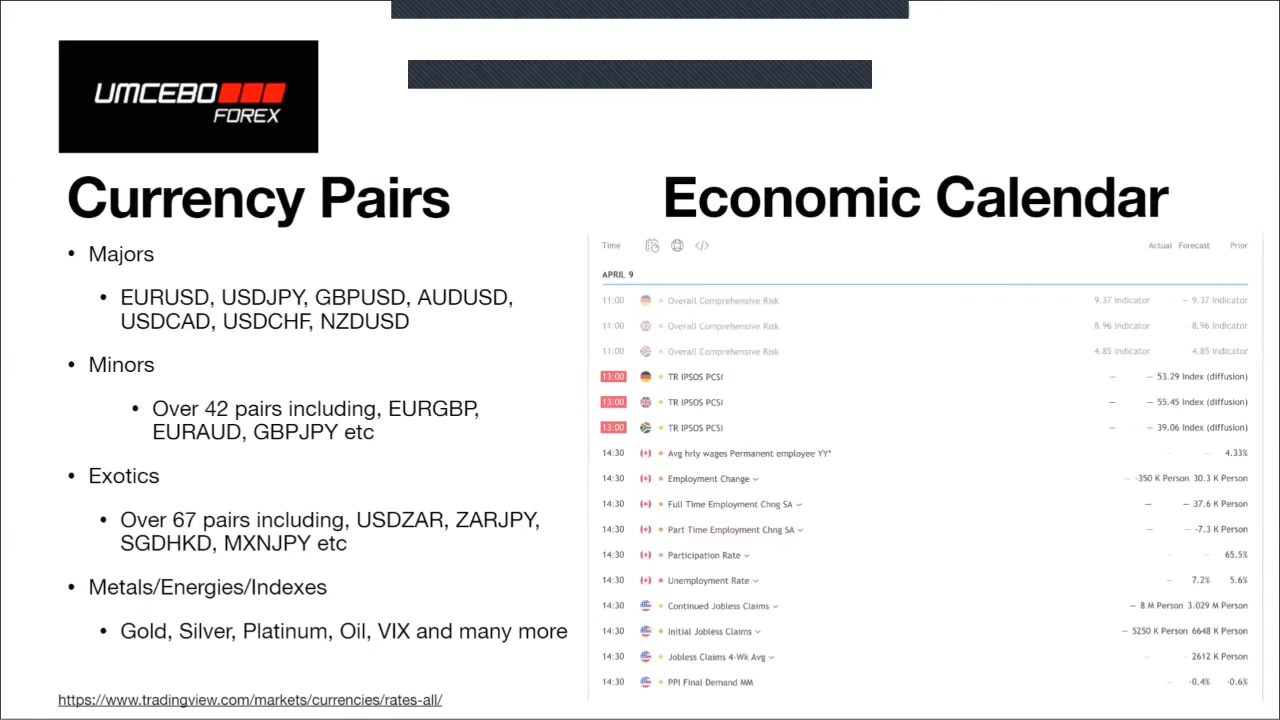 UMCEBO
FOREX
Currency Pairs
• Majors
• EURUSD, USDJPY, GBPUSD, AUDUSD,
USDCAD, USDCHF, NZDUSD
• Minors
• Over 42 pairs including, EURGBP,
EURAUD, GBPJPY etc
• Exotics
• Over 67 pairs including, USDZAR, ZARJPY,
SGDHKD, MXNJPY etc
• Metals/Energies/Indexes
• Gold, Silver, Platinum, Oil, VIX and many more
https://www.tradingview.com/markets/currencies/rates-all/
Economic Calendar
Time Actual Forecast Prior
APRIL 9
11:00 Overall Comprehensive Risk 9.37 Indicator — 9.37 Indicator
11:00 Overall Comprehensive Risk 8.96 Indicator 8.96 Indicator
11:00 Overall Comprehensive Risk 4.85 Indicator 4.85 Indicator
13:00 TR IPSOS PCSI — — 53.29 Index (diffusion)
13:00 TR IPSOS PCSI — — 55.45 Index (diffusion)
13:00 TR IPSOS PCSI — — 39.06 Index (diffusion)
14:30 Avg hrly wages Permanent employee YY* — — 4.33%
14:30 Employment Change — -350 K Person 30.3 K Person
14:30 Full Time Employment Chng SA — — 37.6 K Person
14:30 Part Time Employment Chng SA — — -7.3 K Person
14:30 Participation Rate — — 65.5%
14:30 Unemployment Rate — 7.2% 5.6%
14:30 Continued Jobless Claims — 8 M Person 3.029 M Person
14:30 Initial Jobless Claims — 5250 K Person 6648 K Person
14:30 Jobless Claims 4-Wk Avg — — 2612 K Person
14:30 PPI Final Demand MM -0.4% -0.6%